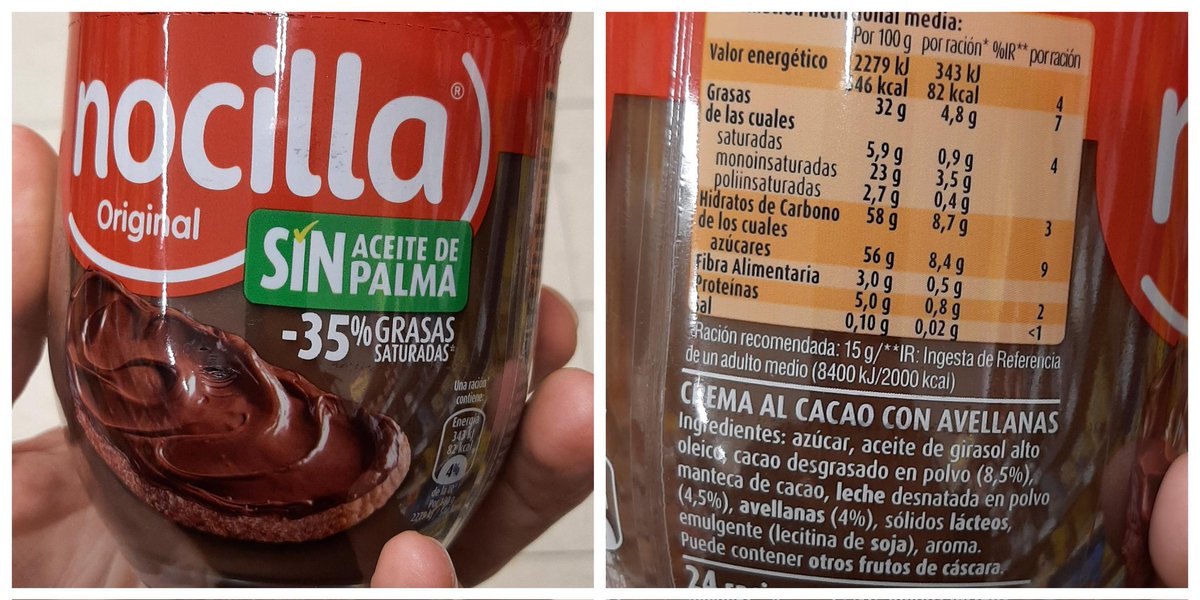 nocilla®
Original
SIN ACEITE DE
PALMA
-35% GRASAS
SATURADAS*
Una ración*
contiene:
Energía
343 kJ
82 kcal
4%
nutricional media:
Por 100 g por ración* %IR** por ración
Valor energético 2279 kJ 343 kJ
46 kcal 82 kcal 4
Grasas 32 g 4,8 g 7
de las cuales
saturadas 5,9 g 0,9 g 4
monoinsaturadas 23 g 3,5 g
poliinsaturadas 2,7 g 0,4 g
Hidratos de Carbono 58 g 8,7 g 3
de los cuales
azúcares 56 g 8,4 g 9
Fibra Alimentaria 3,0 g 0,5 g
Proteínas 5,0 g 0,8 g 2
Sal 0,10 g 0,02 g <1
*Ración recomendada: 15 g/**IR: Ingesta de Referencia
de un adulto medio (8400 kJ/2000 kcal)
CREMA AL CACAO CON AVELLANAS
Ingredientes: azúcar, aceite de girasol alto
oleico, cacao desgrasado en polvo (8,5%),
manteca de cacao, leche desnatada en polvo
(4,5%), avellanas (4%), sólidos lácteos,
emulgente (lecitina de soja), aroma.
Puede contener otros frutos de cáscara.